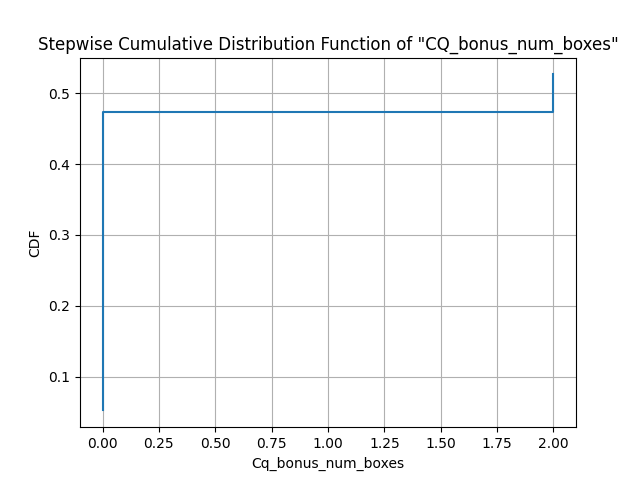 Stepwise Cumulative Distribution Function of "CQ_bonus_num_boxes"
0.5
0.4
0.3
0.2
0.1
CDF
0.00 0.25 0.50 0.75 1.00 1.25 1.50 1.75 2.00
Cq_bonus_num_boxes